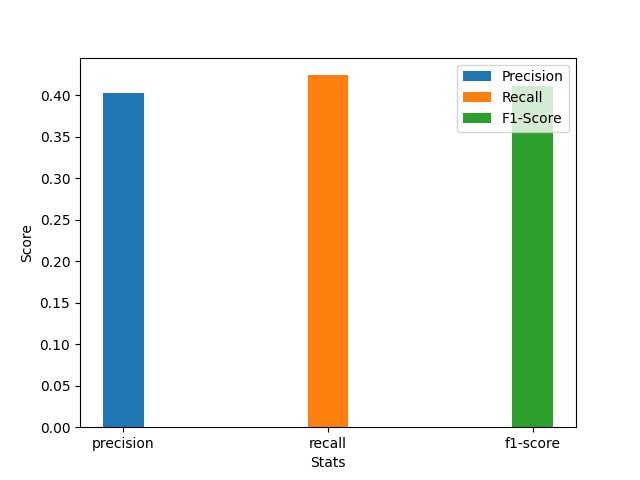 Precision
Recall
F1-Score
0.40
0.35
0.30
0.25
0.20
0.15
0.10
0.05
0.00
Score
precision
recall
f1-score
Stats